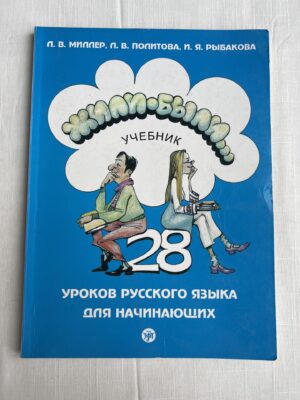 Л. В. МИЛЛЕР, Л. В. ПОЛИТОВА, И. Я. РЫБАКОВА
ЖИЛИ-БЫЛИ...
УЧЕБНИК
28
УРОКОВ РУССКОГО ЯЗЫКА
ДЛЯ НАЧИНАЮЩИХ